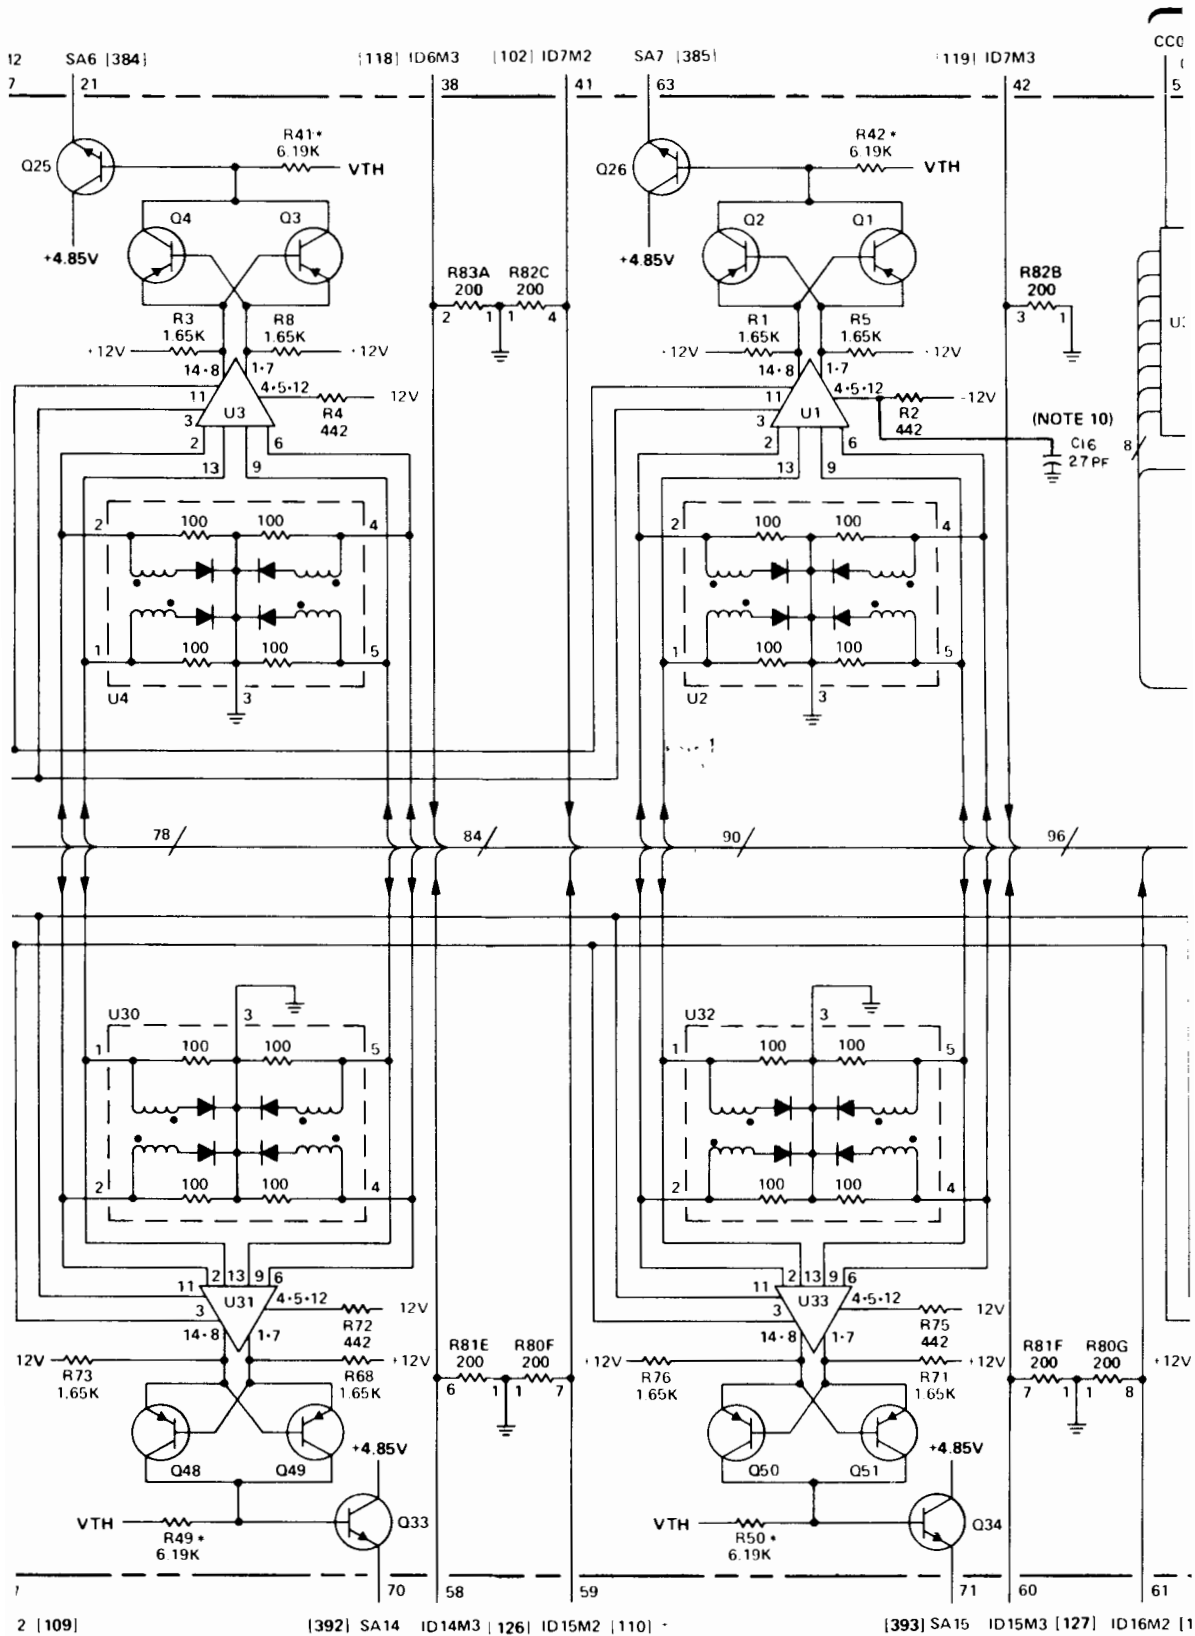 12 SA6 [384] [118] ID6M3 [102] ID7M2 SA7 [385] [119] ID7M3
7 21 38 41 63 42 5
R41* R42*
6.19K 6.19K
Q25 VTH Q26 VTH
Q4 Q3 Q2 Q1
+4.85V +4.85V
R83A R82C R82B
200 200 200
2 1 1 4 3 1
R3 R8 R1 R5
1.65K 1.65K 1.65K 1.65K
+12V +12V +12V +12V
14·8 1·7 14·8 1·7
11 4·5·12 12V 11 4·5·12 -12V
3 U3 R4 3 U1 R2 (NOTE 10)
442 442 C16
2 6 2 6 27 PF 8
13 9 13 9
100 100 100 100
2 4 2 4
100 100 100 100
1 5 1 5
U4 3 U2 3
78 84 90 96
U30 3 U32 3
100 100 100 100
1 5 1 5
100 100 100 100
2 4 2 4
11 2 13 9 6 11 2 13 9 6
3 U31 4·5·12 12V 3 U33 4·5·12 12V
R72 R75
14·8 1·7 442 14·8 1·7 442
12V +12V +12V +12V +12V
R73 R68 R76 R71
1.65K 1.65K 1.65K 1.65K
R81E R80F R81F R80G
200 200 200 200
6 1 1 7 7 1 1 8
Q48 Q49 +4.85V Q50 Q51 +4.85V
VTH Q33 VTH Q34
R49* R50*
6.19K 6.19K
70 58 59 71 60 61
2 [109] [392] SA14 ID14M3 [126] ID15M2 [110] [393] SA15 ID15M3 [127] ID16M2